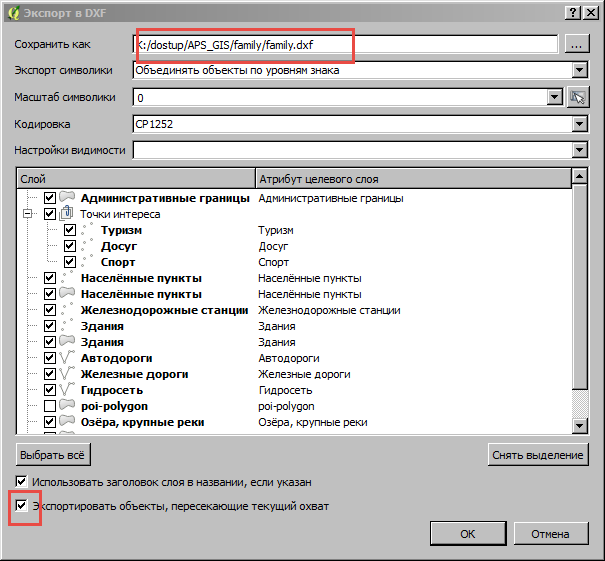 Экспорт в DXF
Сохранить как K:/dostup/APS_GIS/family/family.dxf ...
Экспорт символики Объединять объекты по уровням знака
Масштаб символики 0
Кодировка CP1252
Настройки видимости
Слой Атрибут целевого слоя
Административные границы Административные границы
Точки интереса
Туризм Туризм
Досуг Досуг
Спорт Спорт
Населённые пункты Населённые пункты
Населённые пункты Населённые пункты
Железнодорожные станции Железнодорожные станции
Здания Здания
Здания Здания
Автодороги Автодороги
Железные дороги Железные дороги
Гидросеть Гидросеть
poi-polygon poi-polygon
Озёра, крупные реки Озёра, крупные реки
Выбрать всё Снять выделение
Использовать заголовок слоя в названии, если указан
Экспортировать объекты, пересекающие текущий охват
OK Отмена